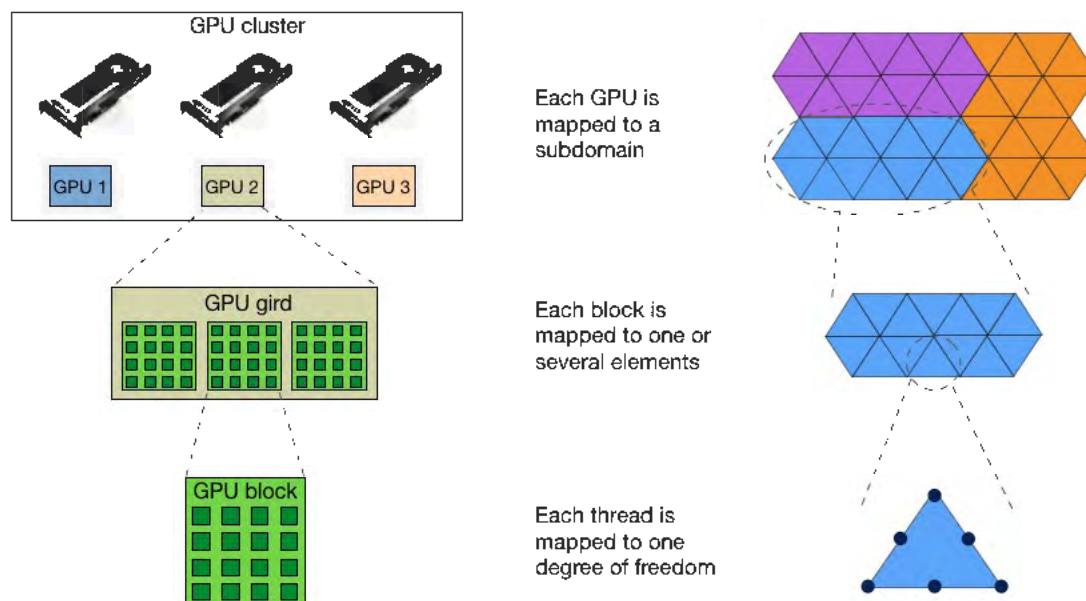 GPU cluster
GPU 1
GPU 2
GPU 3
Each GPU is
mapped to a
subdomain
GPU gird
Each block is
mapped to one or
several elements
GPU block
Each thread is
mapped to one
degree of freedom